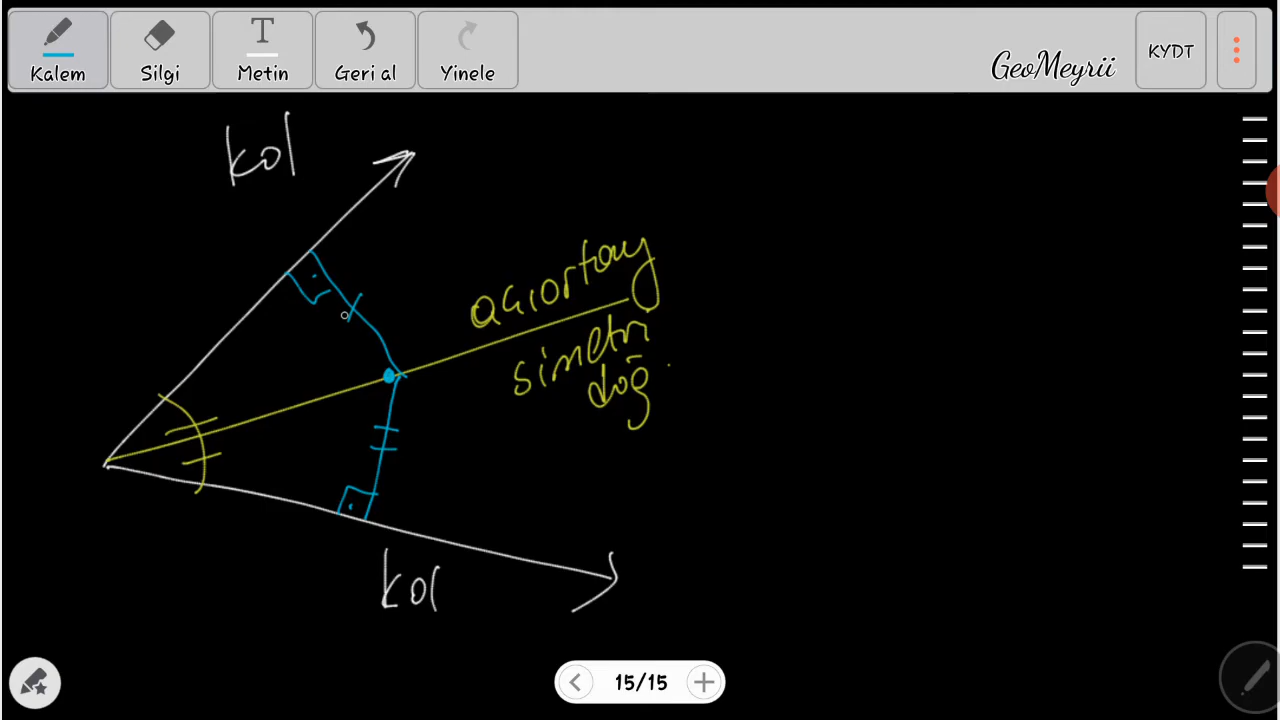 Kalem
Silgi
Metin
Geri al
Yinele
GeoMeyrii
KYDT
kol
açıortay
simetri
doğ.
kol
15/15